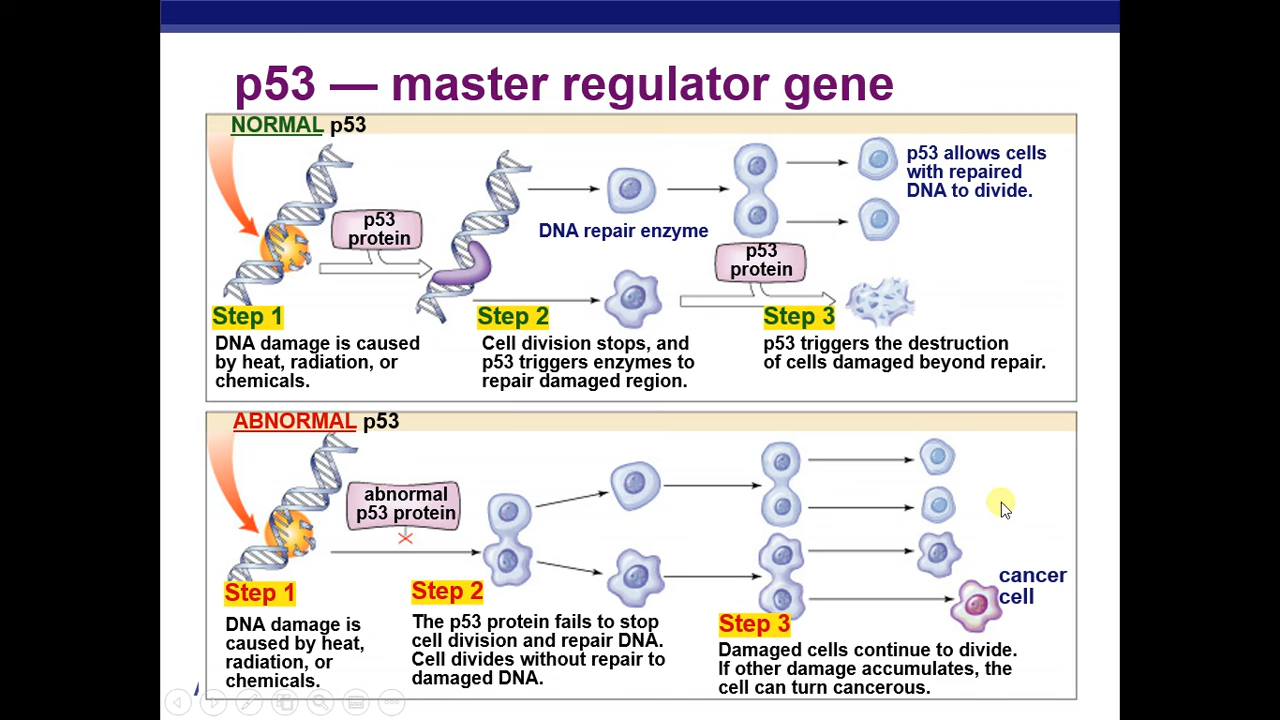 p53 — master regulator gene
NORMAL p53
p53
protein
DNA repair enzyme
p53 allows cells
with repaired
DNA to divide.
p53
protein
Step 1
DNA damage is caused
by heat, radiation, or
chemicals.
Step 2
Cell division stops, and
p53 triggers enzymes to
repair damaged region.
Step 3
p53 triggers the destruction
of cells damaged beyond repair.
ABNORMAL p53
abnormal
p53 protein
cancer
cell
Step 1
DNA damage is
caused by heat,
radiation, or
chemicals.
Step 2
The p53 protein fails to stop
cell division and repair DNA.
Cell divides without repair to
damaged DNA.
Step 3
Damaged cells continue to divide.
If other damage accumulates, the
cell can turn cancerous.